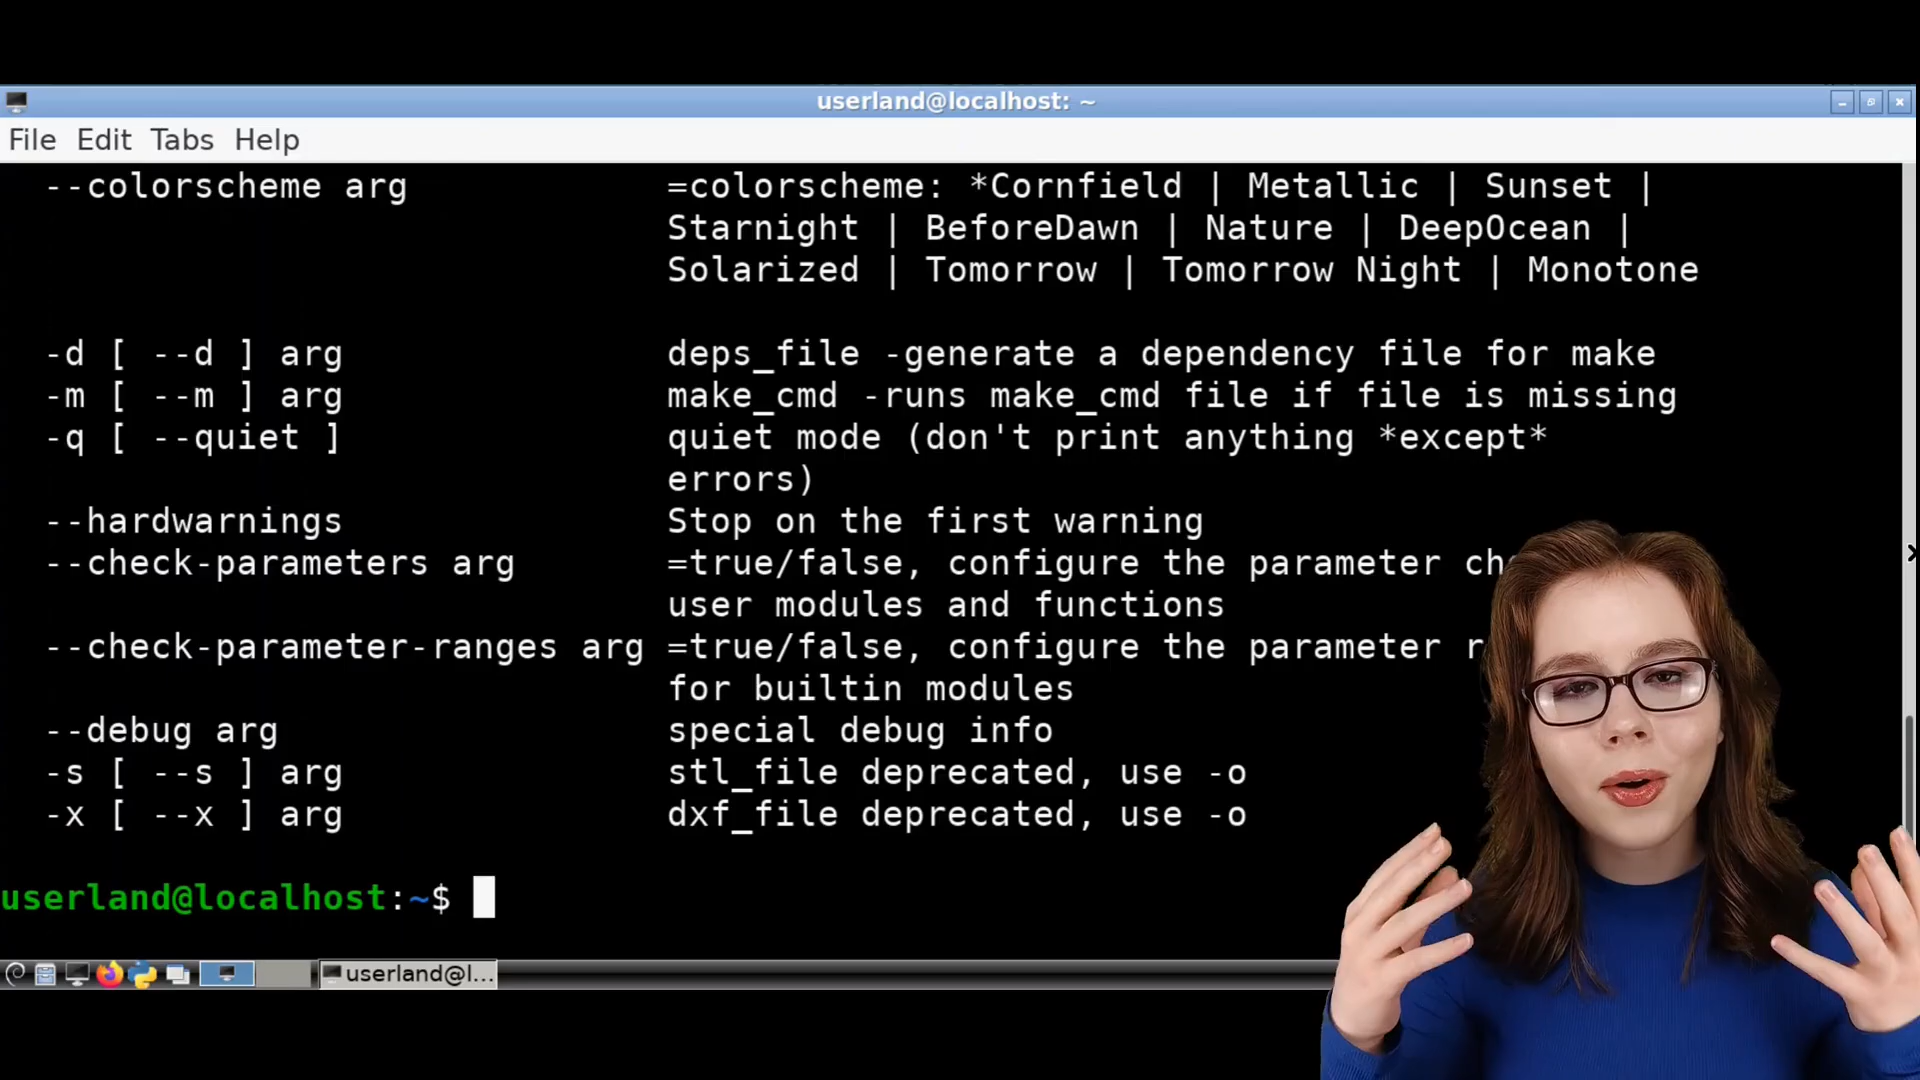 userland@localhost: ~
File Edit Tabs Help
--colorscheme arg =colorscheme: *Cornfield | Metallic | Sunset |
Starnight | BeforeDawn | Nature | DeepOcean |
Solarized | Tomorrow | Tomorrow Night | Monotone
-d [ --d ] arg deps_file -generate a dependency file for make
-m [ --m ] arg make_cmd -runs make_cmd file if file is missing
-q [ --quiet ] quiet mode (don't print anything *except*
errors)
--hardwarnings Stop on the first warning
--check-parameters arg =true/false, configure the parameter
user modules and functions
--check-parameter-ranges arg =true/false, configure the parameter
for builtin modules
--debug arg special debug info
-s [ --s ] arg stl_file deprecated, use -o
-x [ --x ] arg dxf_file deprecated, use -o
userland@localhost:~$
userland@l...